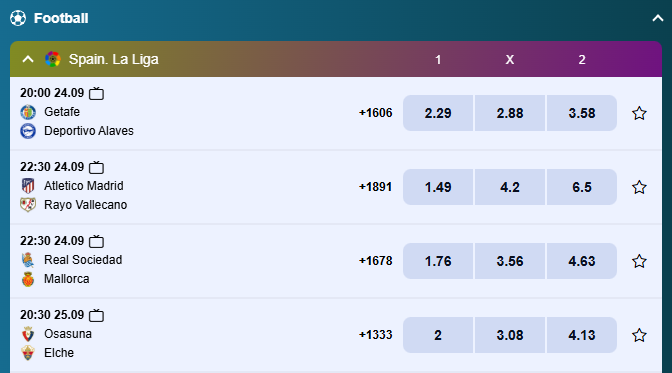 Football
Spain. La Liga 1 X 2
20:00 24.09
Getafe
Deportivo Alaves
+1606 2.29 2.88 3.58
22:30 24.09
Atletico Madrid
Rayo Vallecano
+1891 1.49 4.2 6.5
22:30 24.09
Real Sociedad
Mallorca
+1678 1.76 3.56 4.63
20:30 25.09
Osasuna
Elche
+1333 2 3.08 4.13